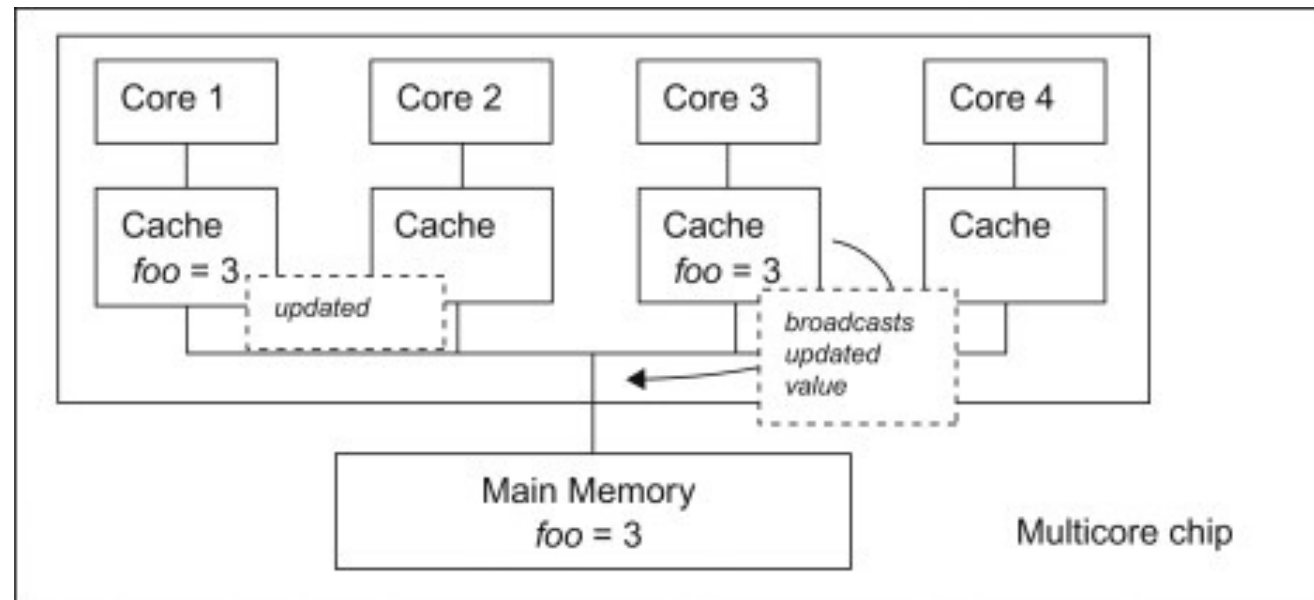 Core 1
Core 2
Core 3
Core 4
Cache
foo = 3
Cache
Cache
foo = 3
Cache
updated
broadcasts
updated
value
Main Memory
foo = 3
Multicore chip